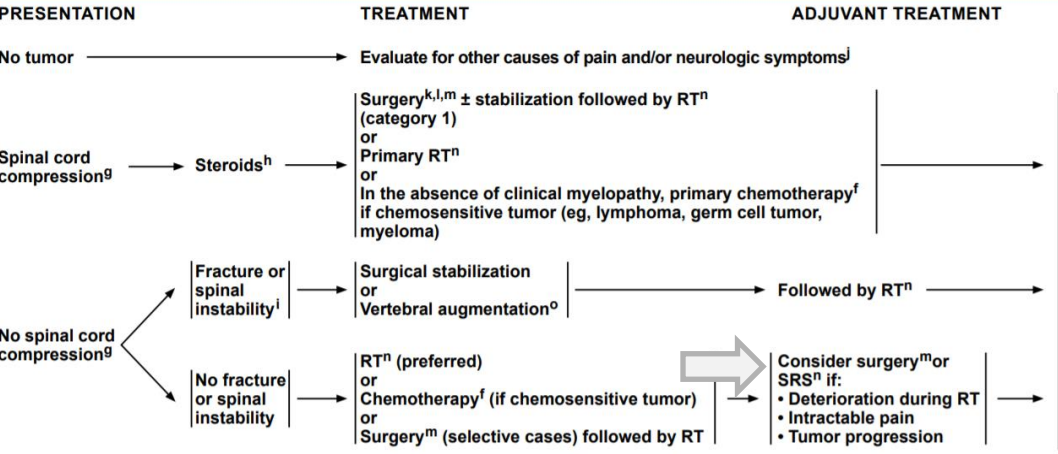 PRESENTATION
TREATMENT
ADJUVANT TREATMENT
No tumor
Evaluate for other causes of pain and/or neurologic symptomsj
Spinal cord
compressiong
Steroidsh
Surgeryk,l,m ± stabilization followed by RTn
(category 1)
or
Primary RTn
or
In the absence of clinical myelopathy, primary chemotherapyf
if chemosensitive tumor (eg, lymphoma, germ cell tumor,
myeloma)
No spinal cord
compressiong
Fracture or
spinal
instabilityi
Surgical stabilization
or
Vertebral augmentationo
Followed by RTn
No fracture
or spinal
instability
RTn (preferred)
or
Chemotherapyf (if chemosensitive tumor)
or
Surgerym (selective cases) followed by RT
Consider surgerymor
SRSn if:
• Deterioration during RT
• Intractable pain
• Tumor progression